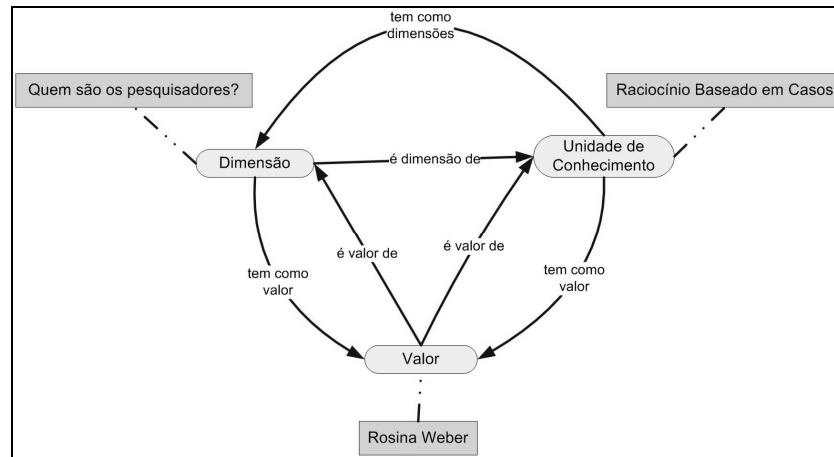 tem como
dimensões
Quem são os pesquisadores?
Raciocínio Baseado em Casos
Dimensão
é dimensão de
Unidade de
Conhecimento
é valor de
é valor de
tem como
valor
tem como
valor
Valor
Rosina Weber